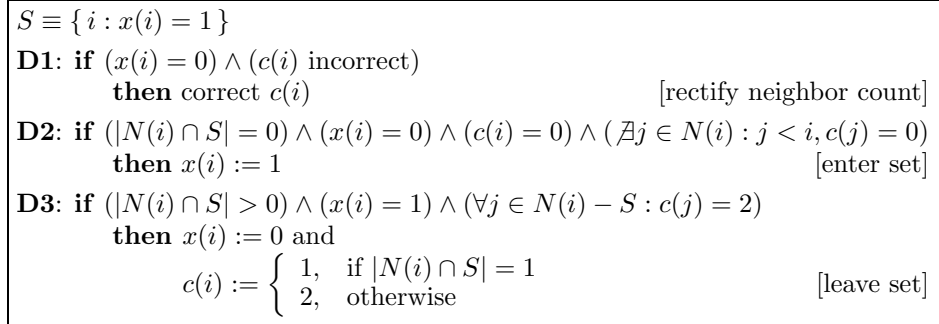 S ≡ { i : x(i) = 1 }
D1: if (x(i) = 0) ∧ (c(i) incorrect)
then correct c(i) [rectify neighbor count]
D2: if (|N(i) ∩ S| = 0) ∧ (x(i) = 0) ∧ (c(i) = 0) ∧ (∄j ∈ N(i) : j < i, c(j) = 0)
then x(i) := 1 [enter set]
D3: if (|N(i) ∩ S| > 0) ∧ (x(i) = 1) ∧ (∀j ∈ N(i) − S : c(j) = 2)
then x(i) := 0 and
c(i) := { 1, if |N(i) ∩ S| = 1
2, otherwise [leave set]